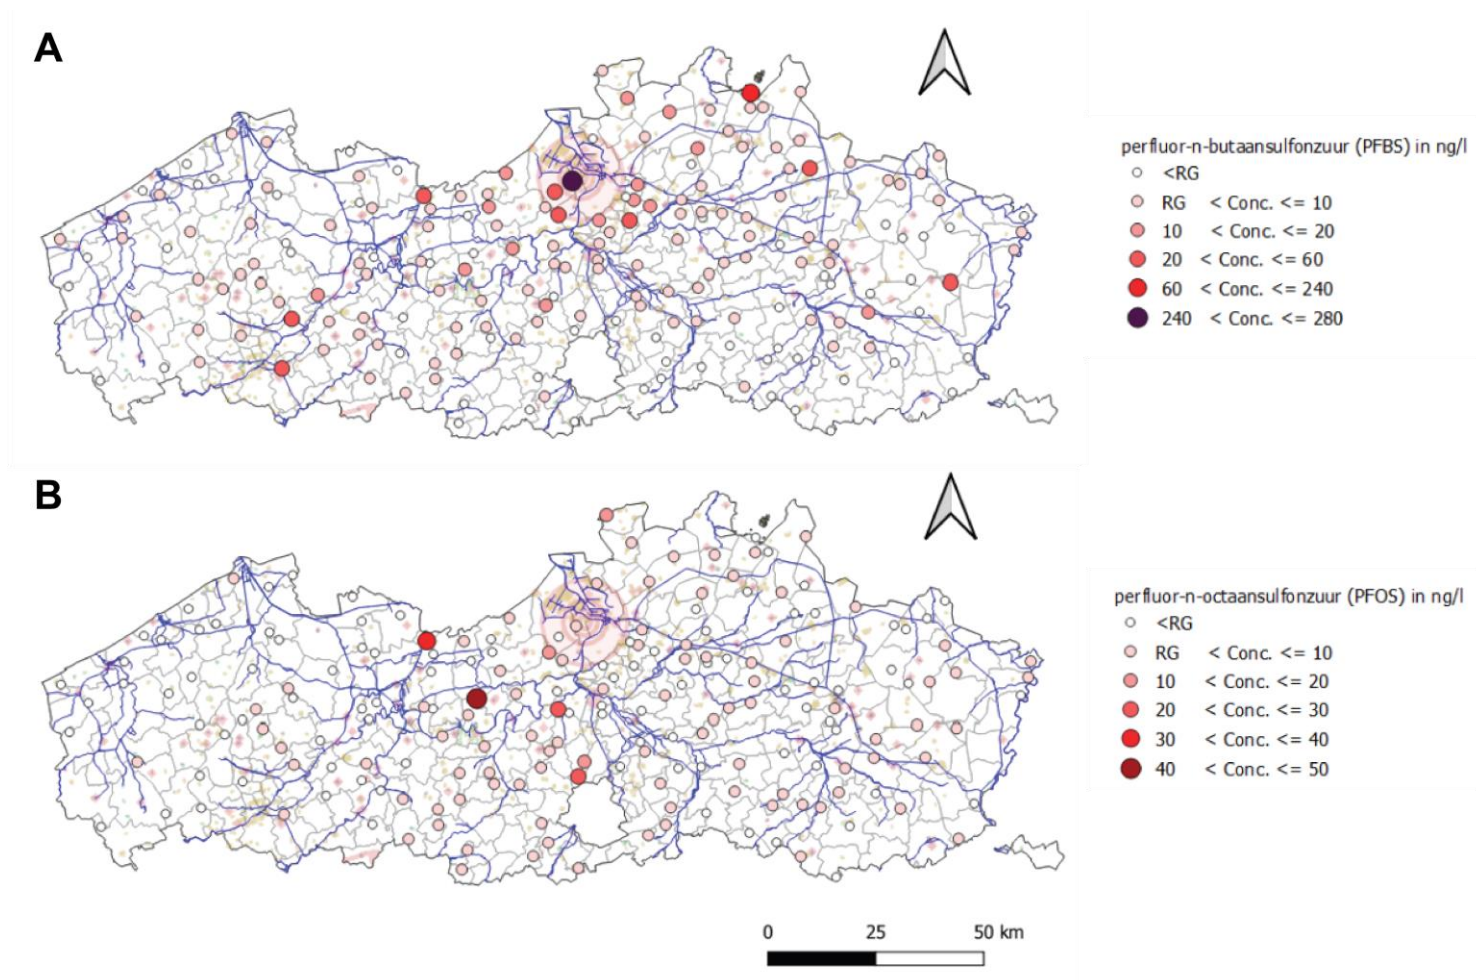 A
perfluor-n-butaansulfonzuur (PFBS) in ng/l
<RG
RG < Conc. <= 10
10 < Conc. <= 20
20 < Conc. <= 60
60 < Conc. <= 240
240 < Conc. <= 280
B
perfluor-n-octaansulfonzuur (PFOS) in ng/l
<RG
RG < Conc. <= 10
10 < Conc. <= 20
20 < Conc. <= 30
30 < Conc. <= 40
40 < Conc. <= 50
0 25 50 km